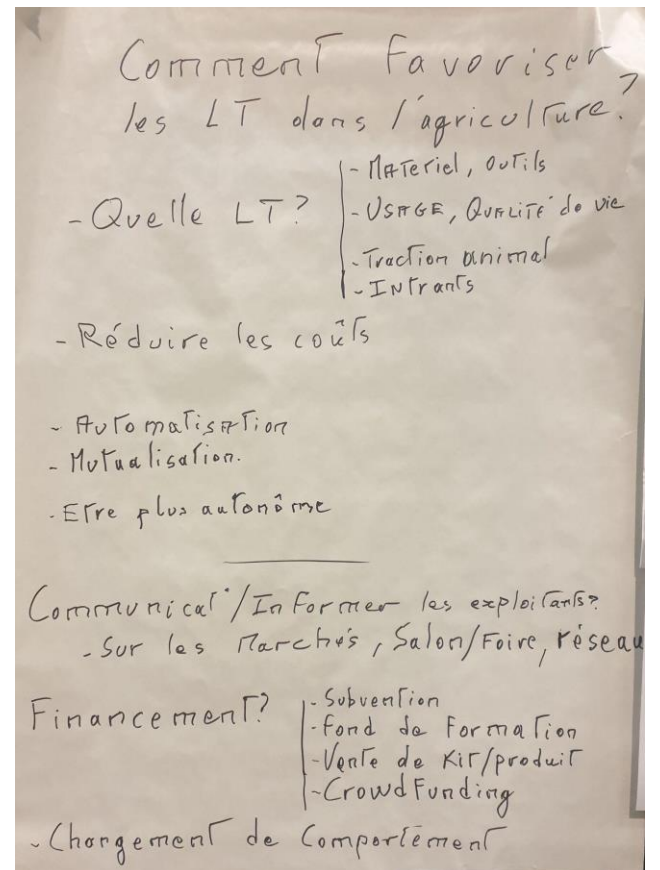 Comment Favoriser
les LT dans l'agriculture?
- Quelle LT?
- Materiel, outils
- USAGE, QUALITÉ de vie
- Traction animal
- INtrants
- Réduire les coûts
- Automatisation
- Mutualisation.
- Etre plus autonôme
Communicat°/Informer les exploitants?
- Sur les Marchés, Salon/Foire, réseau
Financement?
- Subvention
- Fond de Formation
- Vente de Kit/produit
- CrowdFunding
- Changement de Comportement